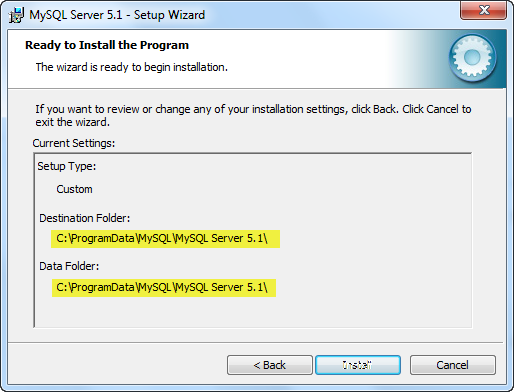 MySQL Server 5.1 - Setup Wizard
Ready to Install the Program
The wizard is ready to begin installation.
If you want to review or change any of your installation settings, click Back. Click Cancel to
exit the wizard.
Current Settings:
Setup Type:
Custom
Destination Folder:
C:\ProgramData\MySQL\MySQL Server 5.1\
Data Folder:
C:\ProgramData\MySQL\MySQL Server 5.1\
< Back
Install
Cancel